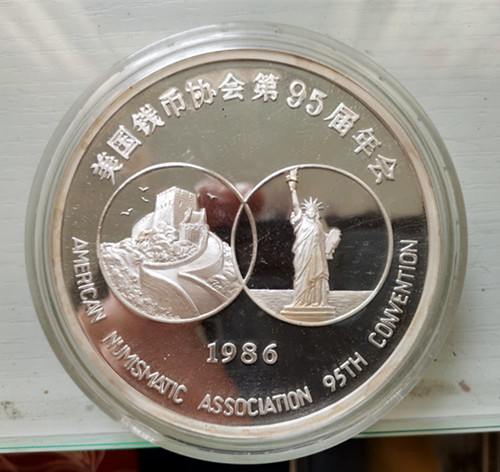 美国钱币协会第95届年会
1986
AMERICAN NUMISMATIC ASSOCIATION 95TH CONVENTION